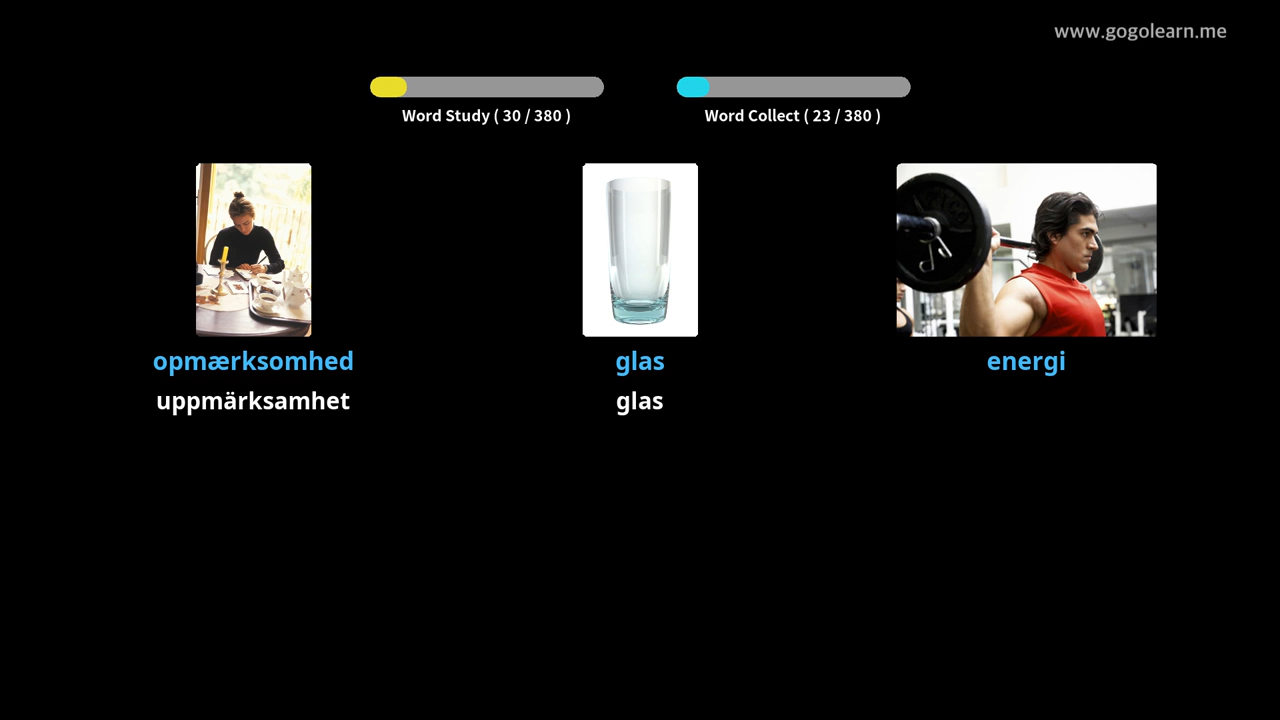 www.gogolearn.me
Word Study ( 30 / 380 )
Word Collect ( 23 / 380 )
opmærksomhed
uppmärksamhet
glas
glas
energi